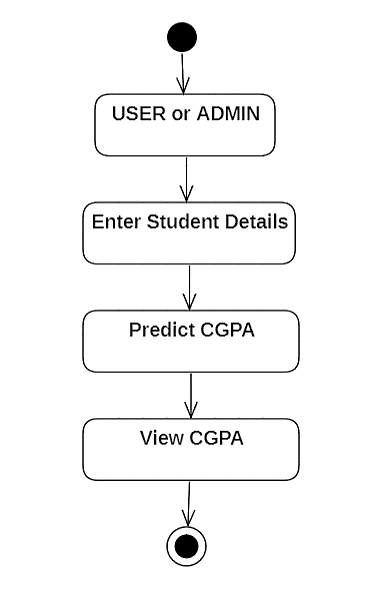 USER or ADMIN
Enter Student Details
Predict CGPA
View CGPA